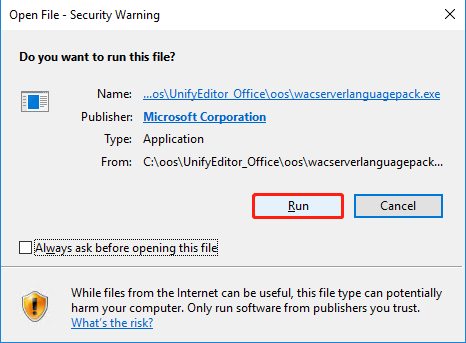 Open File - Security Warning
Do you want to run this file?
Name: ...os\UnifyEditor_Office\oos\wacserverlanguagepack.exe
Publisher: Microsoft Corporation
Type: Application
From: C:\oos\UnifyEditor_Office\oos\wacserverlanguagepack...
Run Cancel
Always ask before opening this file
While files from the Internet can be useful, this file type can potentially
harm your computer. Only run software from publishers you trust.
What's the risk?